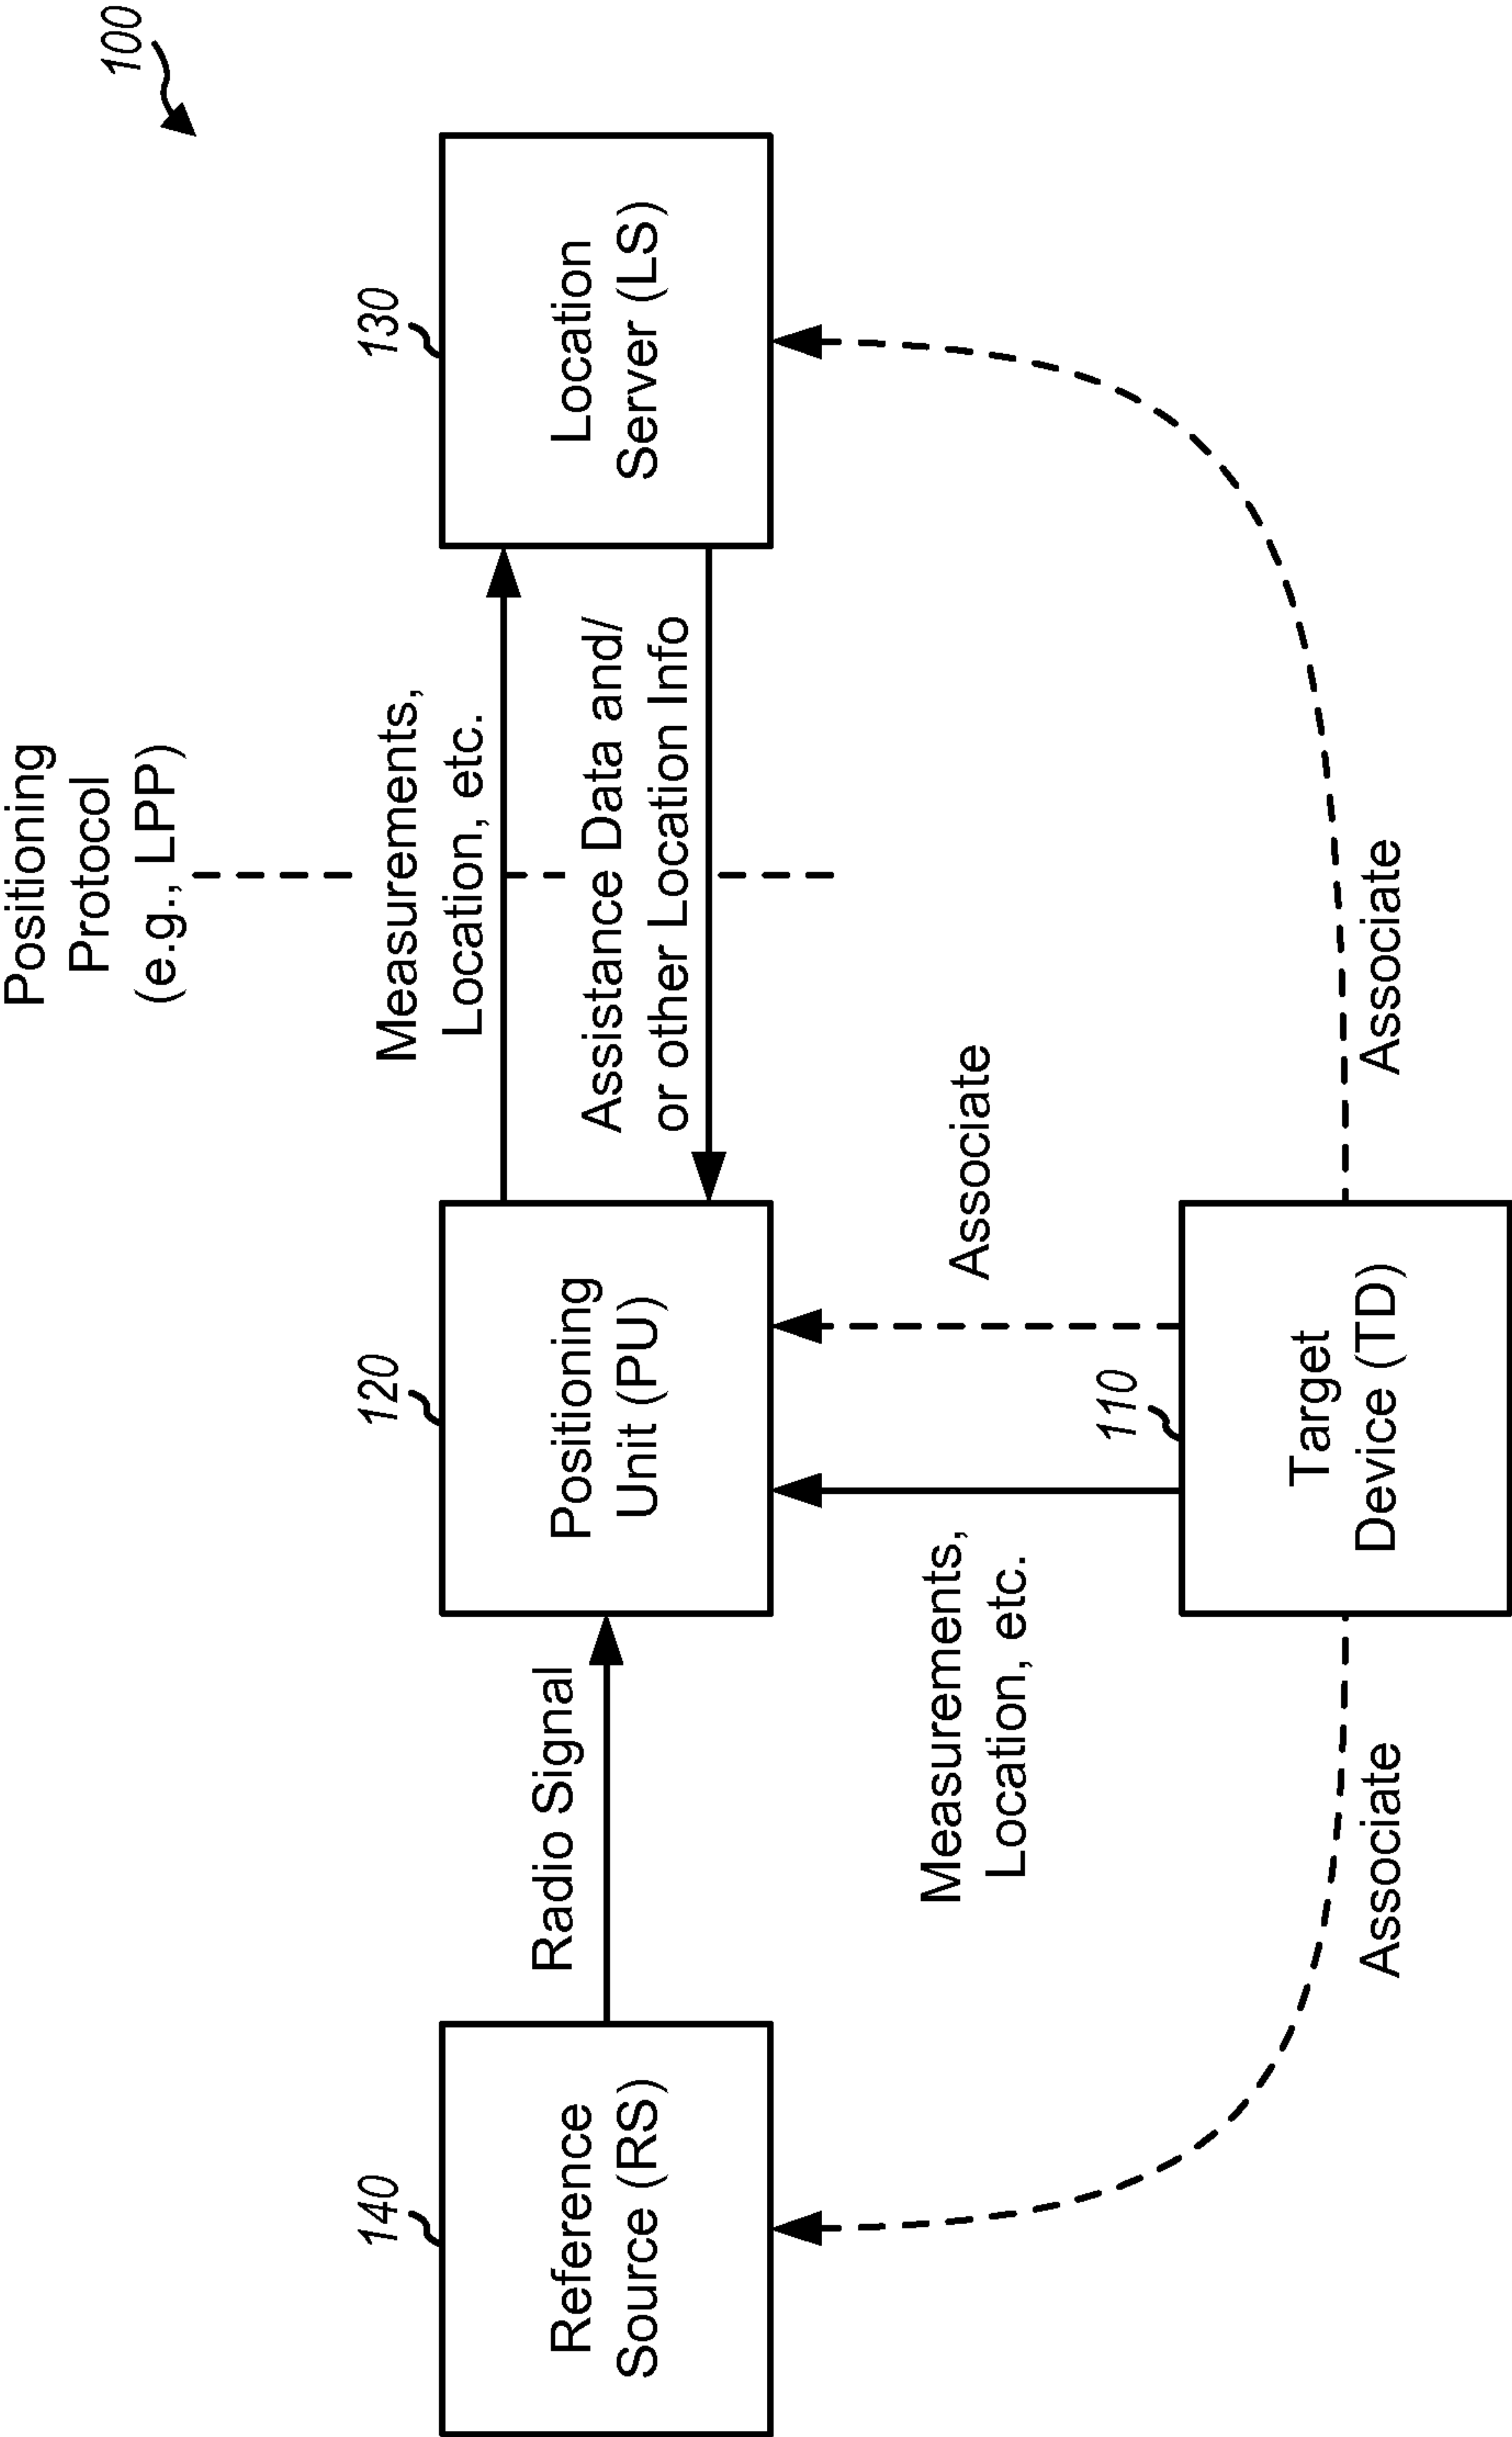 100
Positioning
Protocol
(e.g., LPP)
140
Reference
Source (RS)
Radio Signal
120
Positioning
Unit (PU)
Measurements,
Location, etc.
Assistance Data and/
or other Location Info
130
Location
Server (LS)
Measurements,
Location, etc.
Associate
110
Target
Device (TD)
Associate
Associate